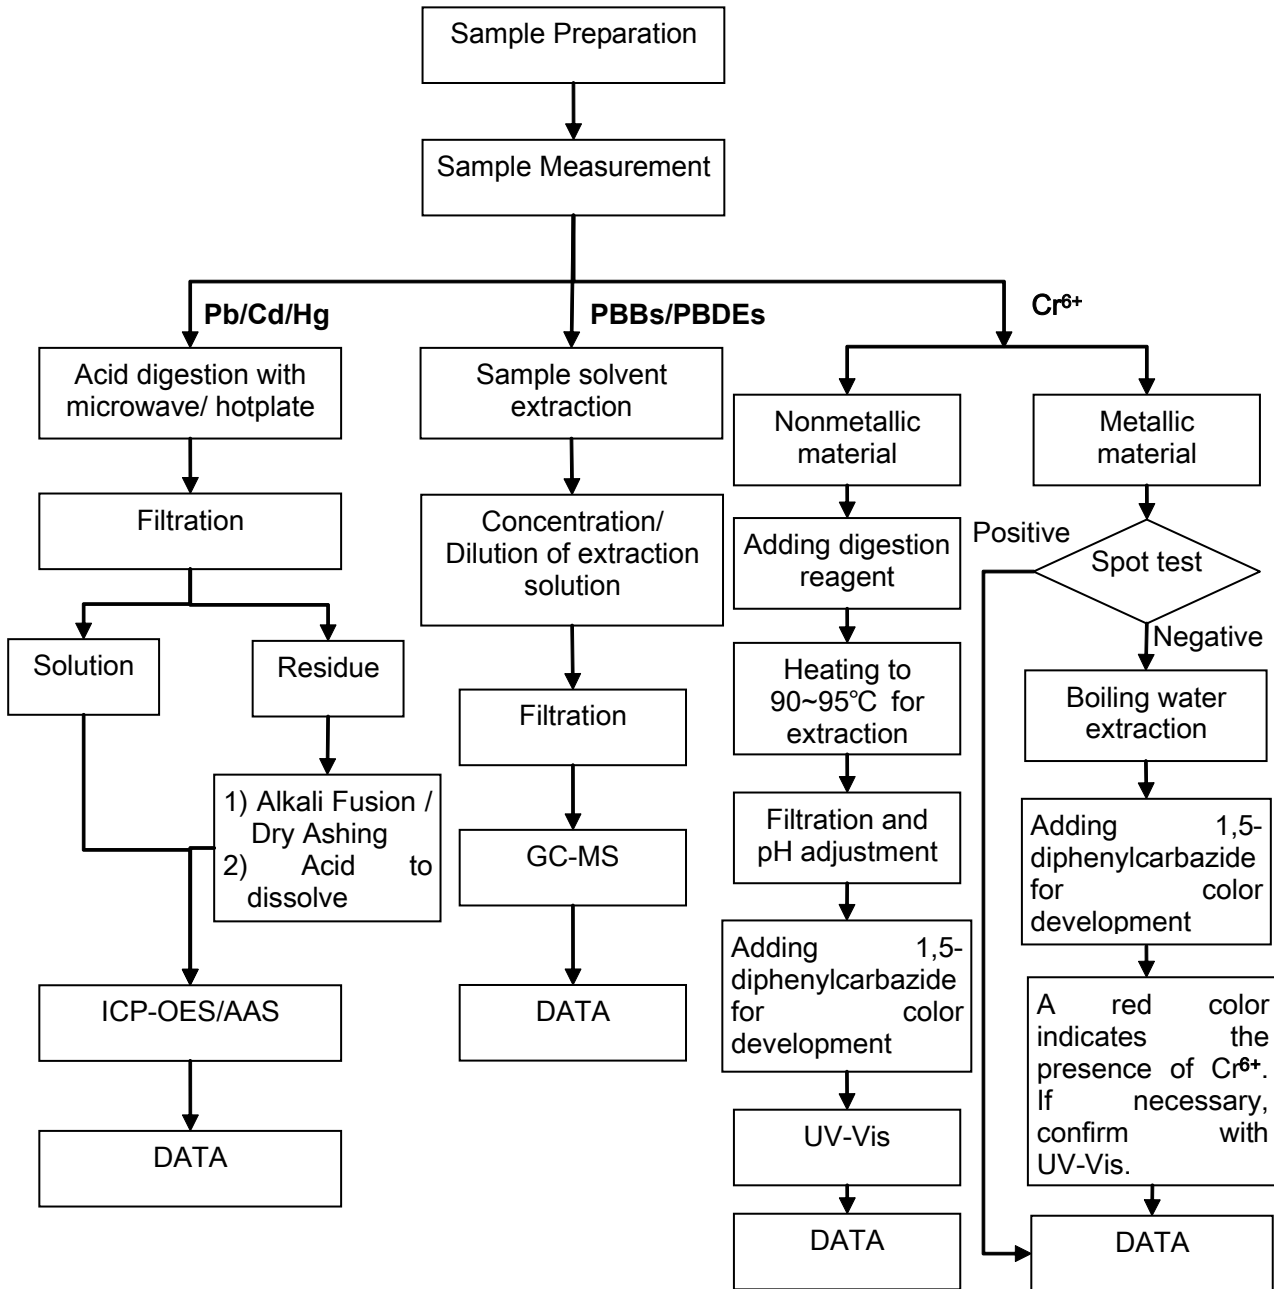 Sample Preparation
Sample Measurement
Pb/Cd/Hg
PBBs/PBDEs
Cr⁶⁺
Acid digestion with
microwave/ hotplate
Filtration
Solution
Residue
1) Alkali Fusion /
Dry Ashing
2) Acid to
dissolve
ICP-OES/AAS
DATA
Sample solvent
extraction
Concentration/
Dilution of extraction
solution
Filtration
GC-MS
DATA
Nonmetallic
material
Adding digestion
reagent
Heating to
90~95℃ for
extraction
Filtration and
pH adjustment
Adding 1,5-
diphenylcarbazide
for color
development
UV-Vis
DATA
Metallic
material
Positive
Spot test
Negative
Boiling water
extraction
Adding 1,5-
diphenylcarbazide
for color
development
A red color
indicates the
presence of Cr⁶⁺.
If necessary,
confirm with
UV-Vis.
DATA